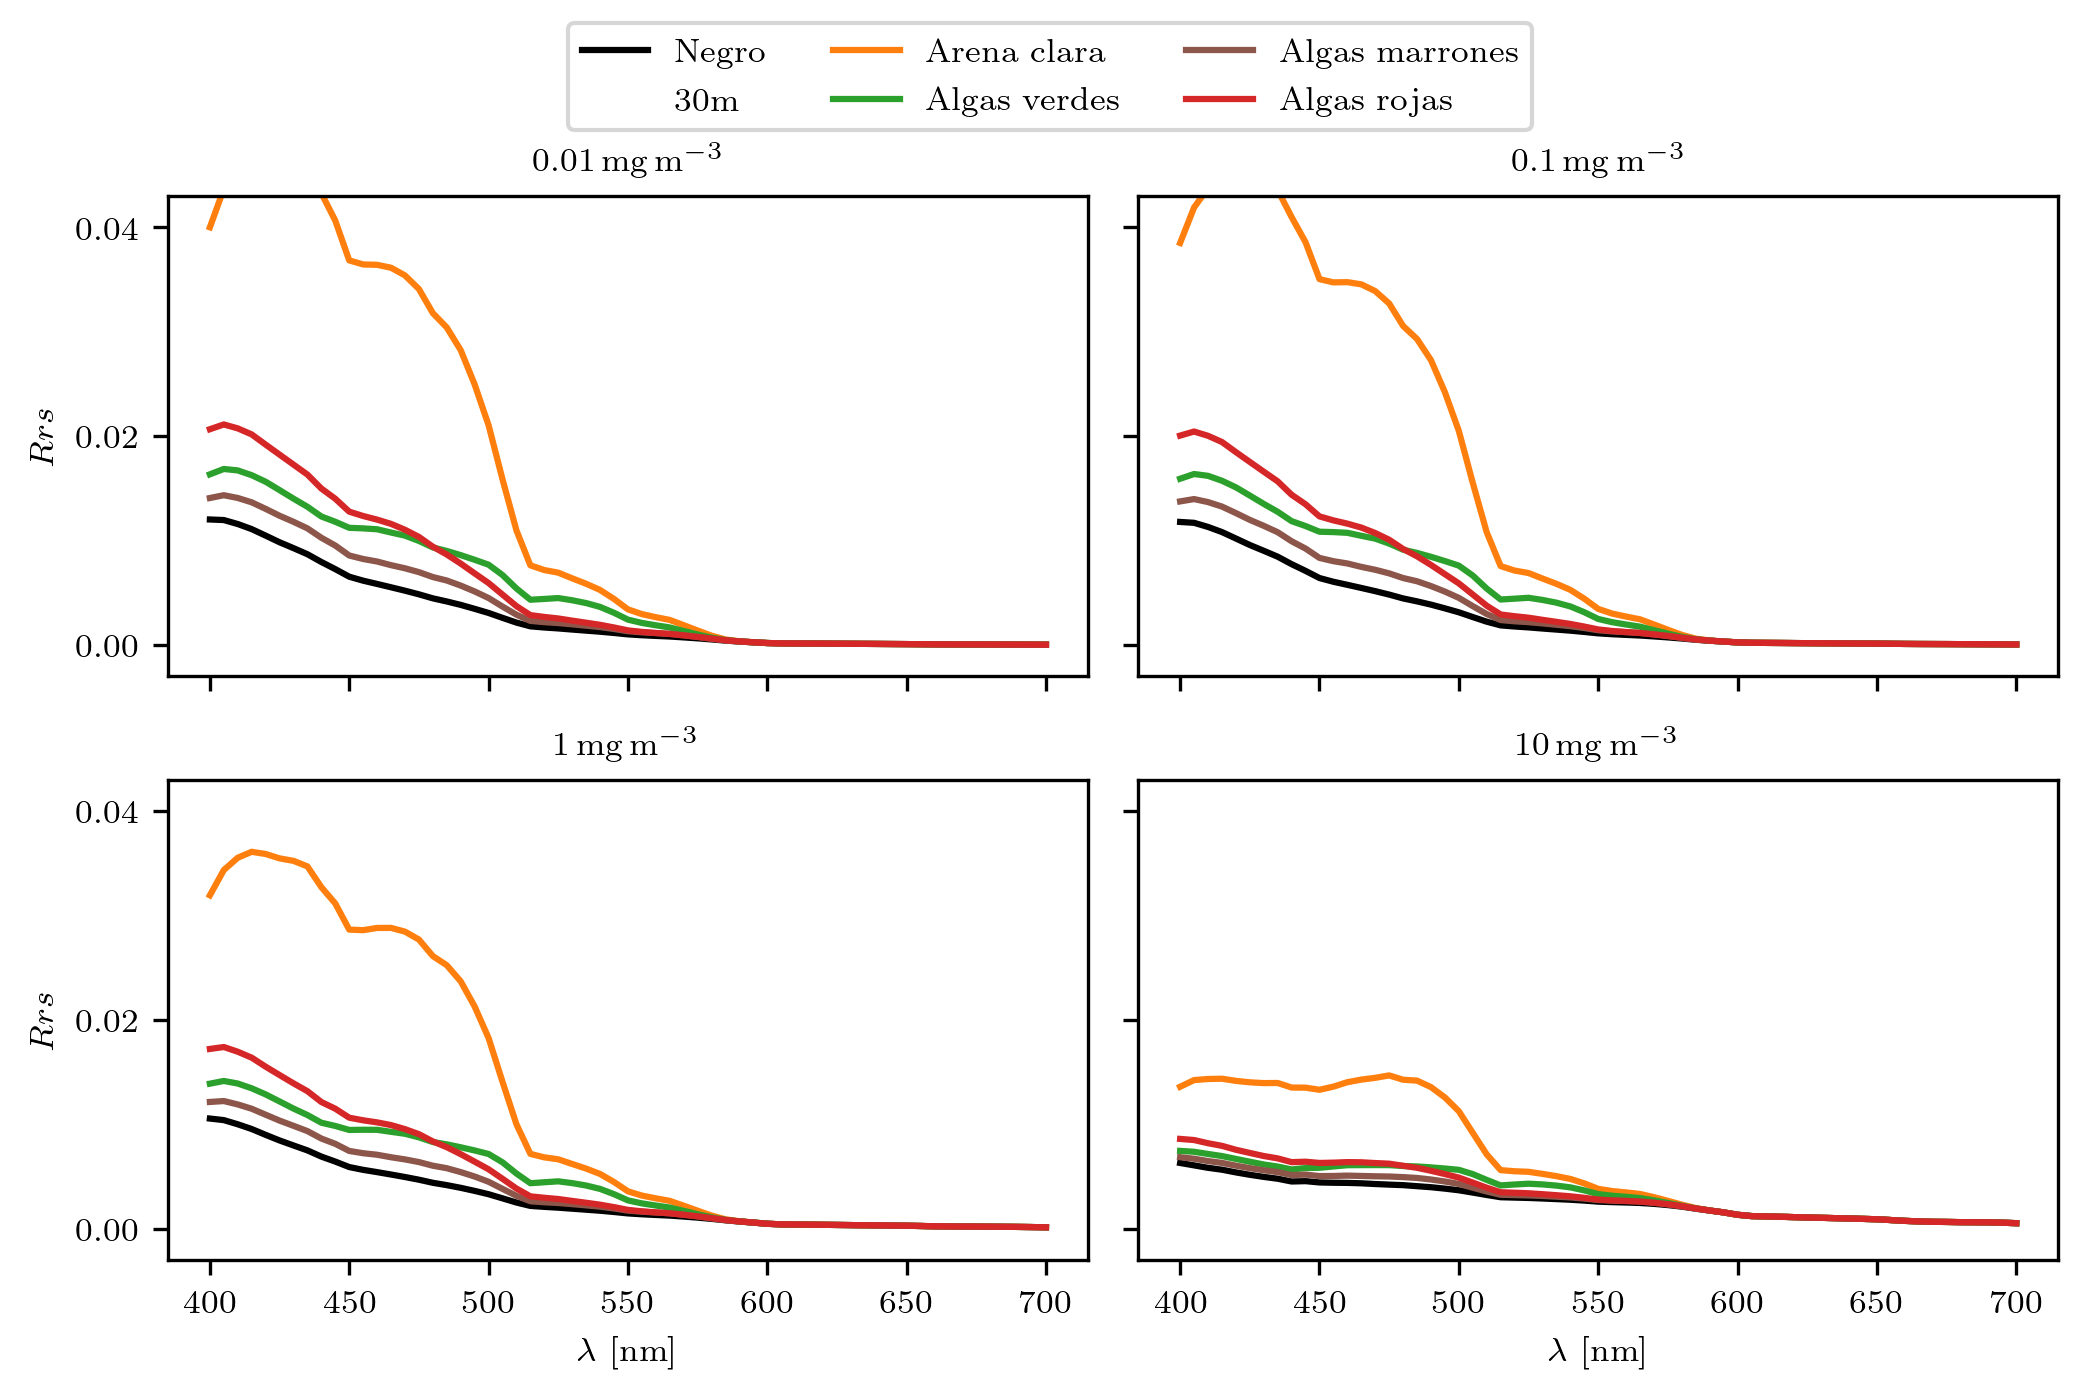 Negro Arena clara Algas marrones
30m Algas verdes Algas rojas
0.01 mg m⁻³ 0.1 mg m⁻³
0.04
0.02
0.00
Rrs
1 mg m⁻³ 10 mg m⁻³
0.04
0.02
0.00
Rrs
400 450 500 550 600 650 700 400 450 500 550 600 650 700
λ [nm] λ [nm]